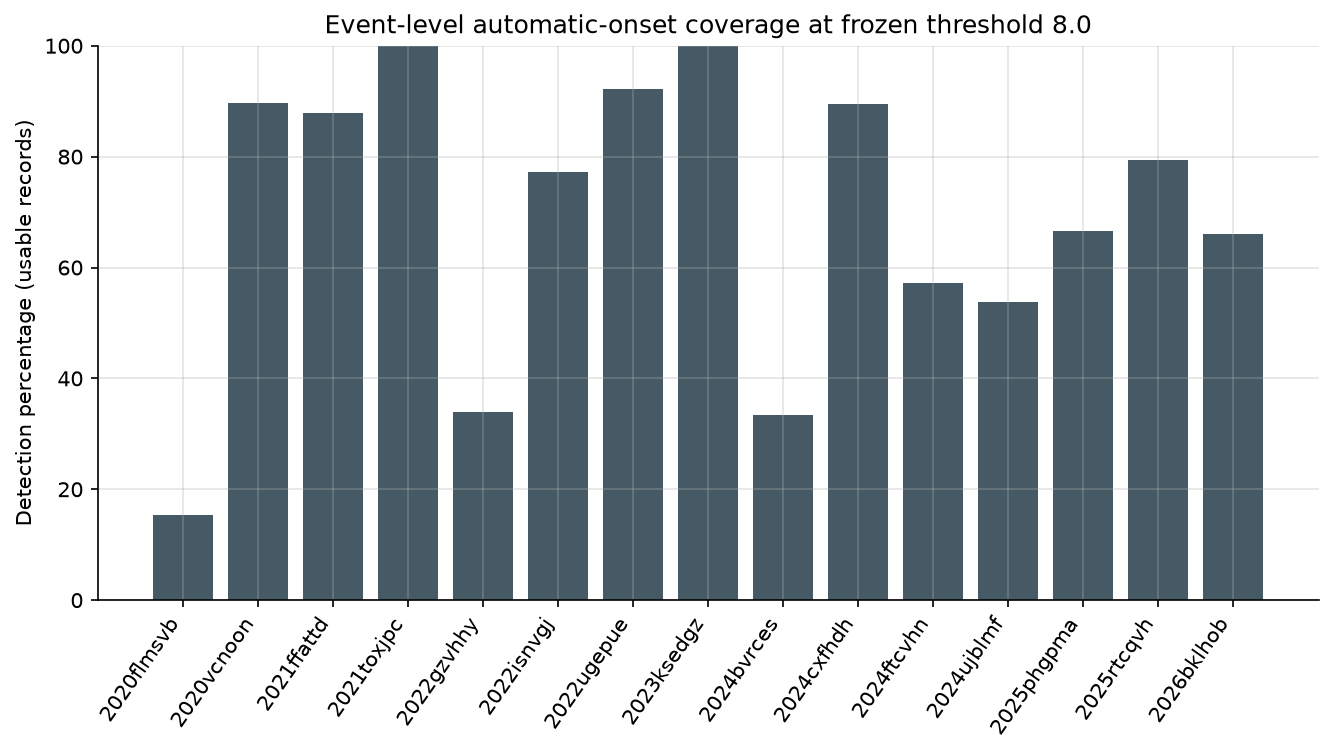 Event-level automatic-onset coverage at frozen threshold 8.0
Detection percentage (usable records)
100
80
60
40
20
0
2020flmsvb
2020vcnoon
2021ffattd
2021toxjpc
2022gzvhhy
2022isnvgj
2022ugepue
2023ksedgz
2024bvrces
2024cxfhdh
2024ftcvhn
2024ujblmf
2025phgpma
2025rtcqvh
2026bklhob